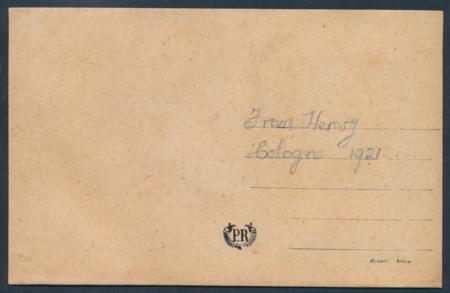 From Henry
Cologne 1921
PR